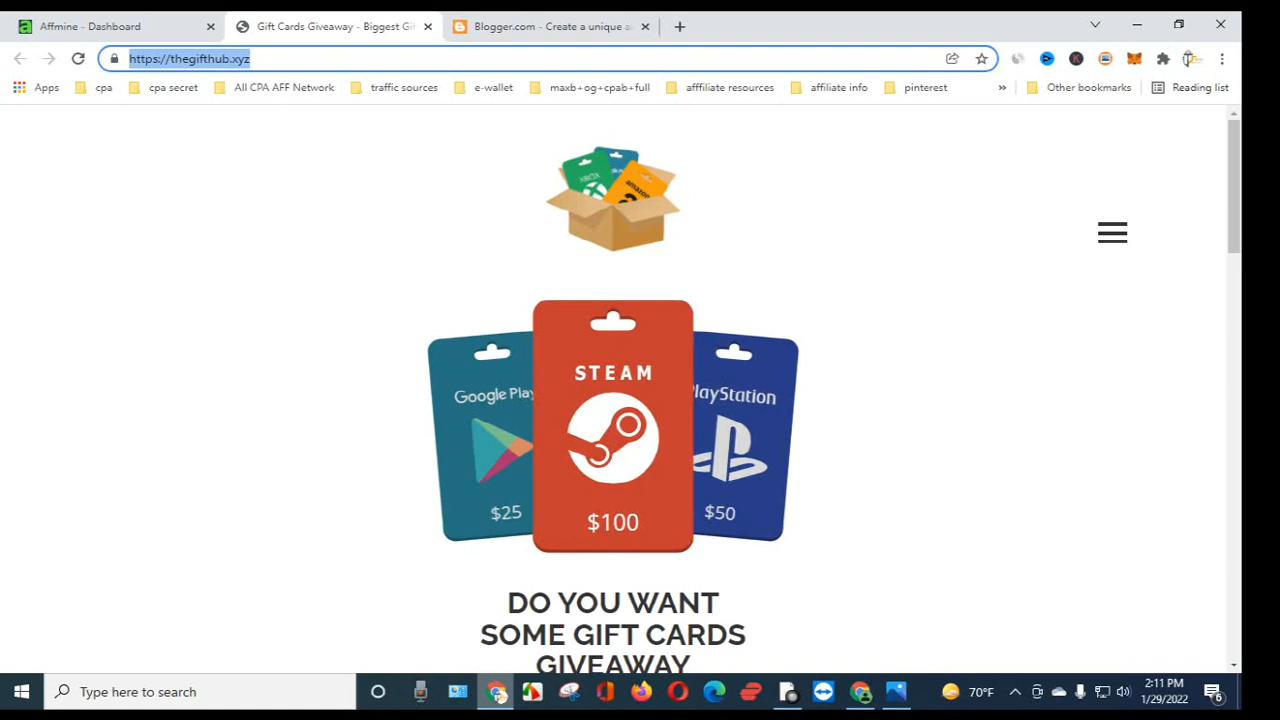 Affmine - Dashboard
Gift Cards Giveaway - Biggest Gi
Blogger.com - Create a unique a
https://thegifthub.xyz
Apps
cpa
cpa secret
All CPA AFF Network
traffic sources
e-wallet
maxb+og+cpab+full
afffiliate resources
affiliate info
pinterest
»
Other bookmarks
Reading list
XBOX
amazon
Google Play
STEAM
PlayStation
$25
$100
$50
DO YOU WANT
SOME GIFT CARDS
GIVEAWAY
Type here to search
70°F
2:11 PM
1/29/2022
6